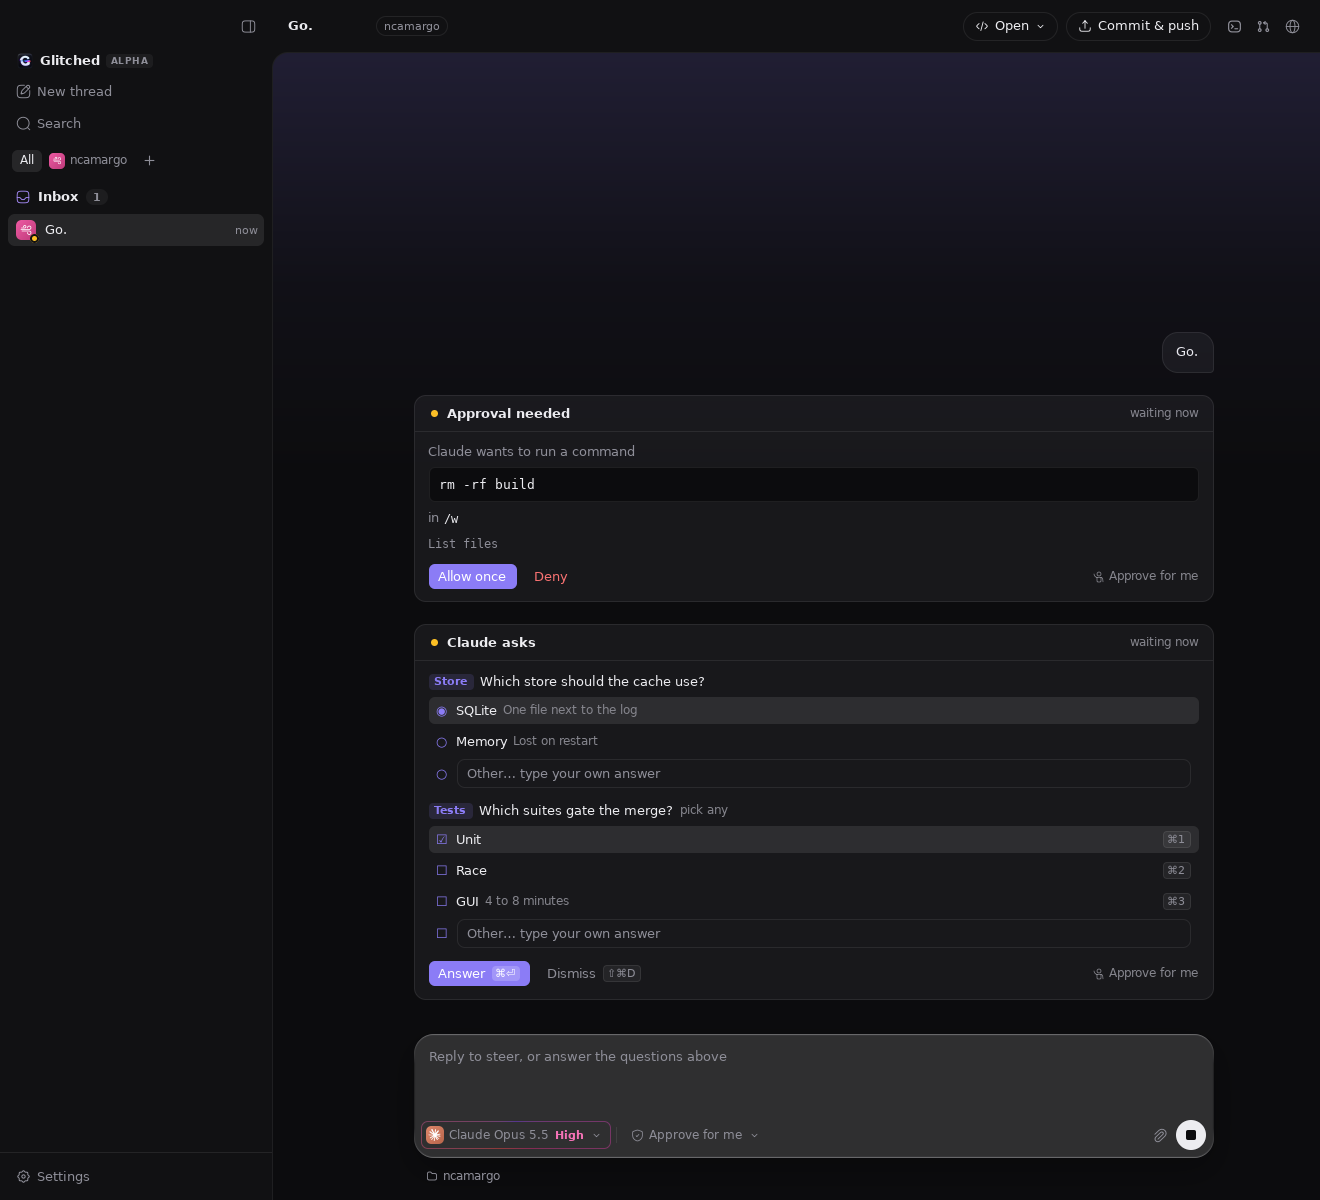 Go.
ncamargo
Open
Commit & push
Glitched ALPHA
New thread
Search
All
ncamargo
Inbox 1
Go. now
Settings
Go.
Approval needed
waiting now
Claude wants to run a command
rm -rf build
in /w
List files
Allow once
Deny
Approve for me
Claude asks
waiting now
Store Which store should the cache use?
SQLite One file next to the log
Memory Lost on restart
Other... type your own answer
Tests Which suites gate the merge? pick any
Unit ⌘1
Race ⌘2
GUI 4 to 8 minutes ⌘3
Other... type your own answer
Answer ⌘⏎
Dismiss ⇧⌘D
Approve for me
Reply to steer, or answer the questions above
Claude Opus 5.5 High
Approve for me
ncamargo